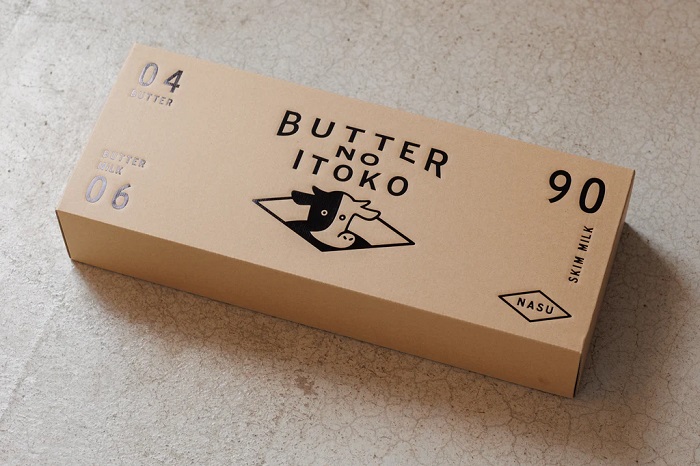 04
BUTTER
BUTTER
MILK
06
BUTTER
NO
ITOKO
90
SKIM MILK
NASU